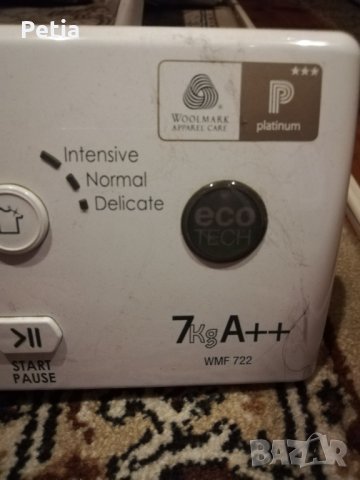 Petia
WOOLMARK
APPAREL CARE
P
platinum
Intensive
Normal
Delicate
eco
TECH
7Kg A++
WMF 722
START
PAUSE
BAZAR